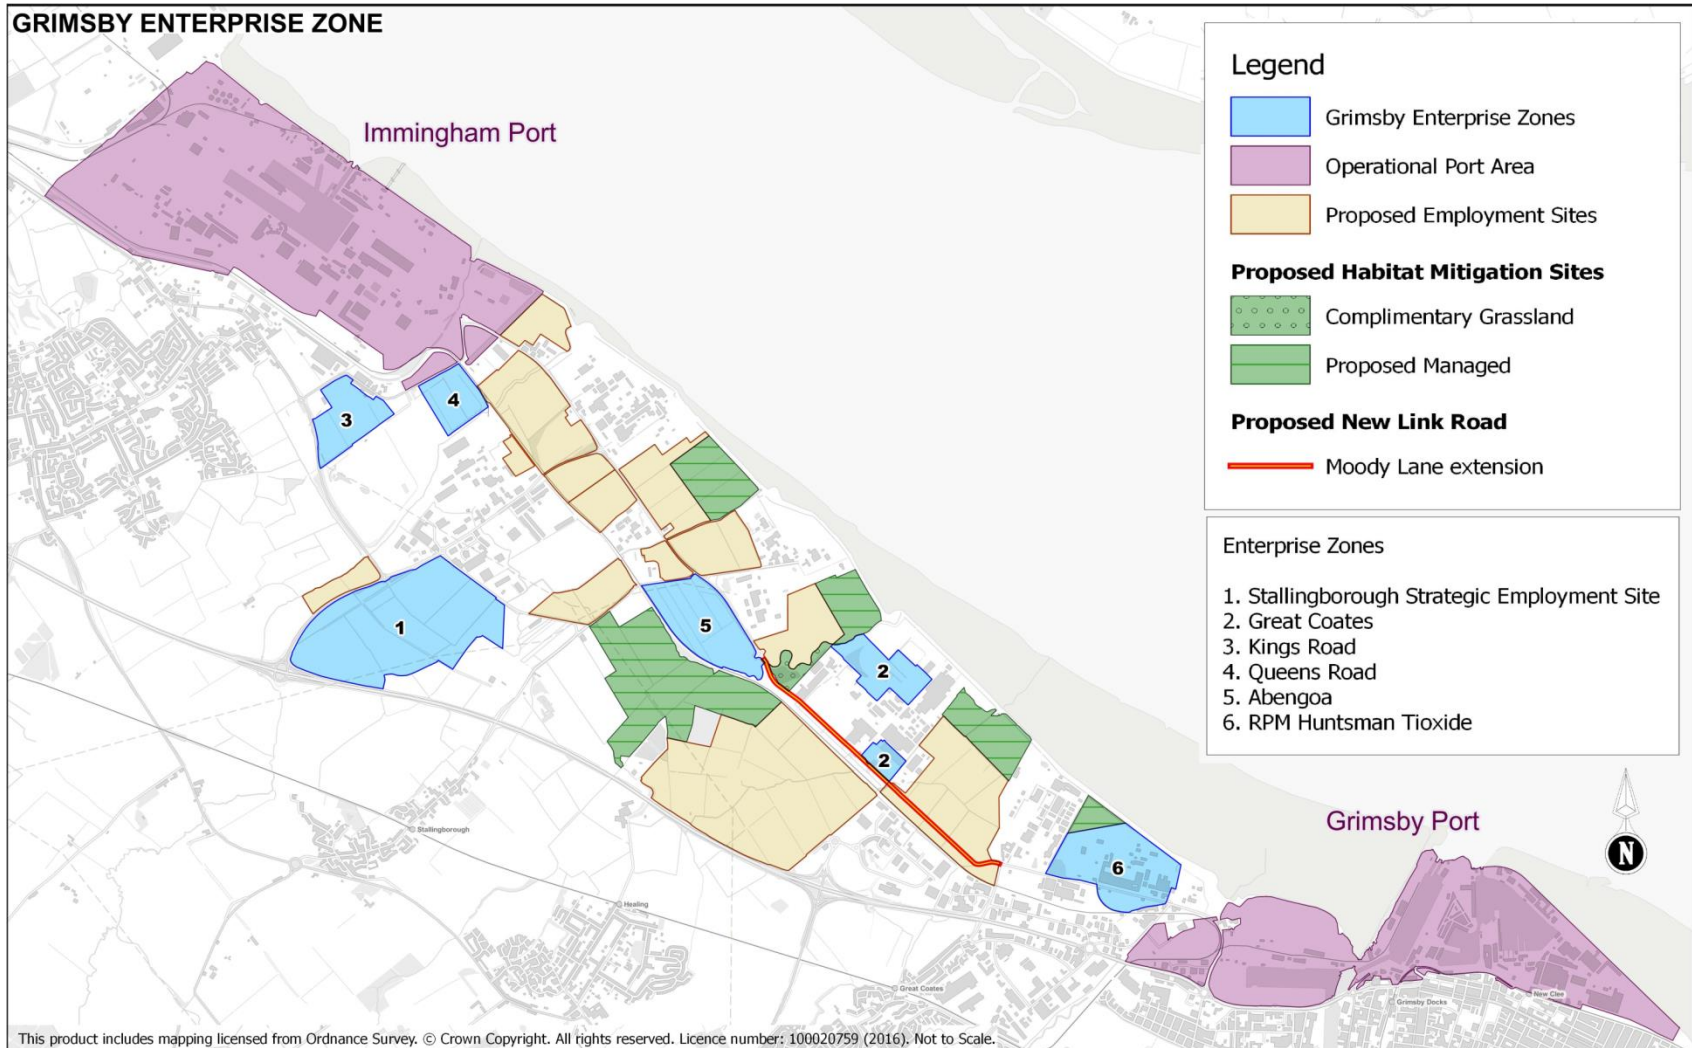 GRIMSBY ENTERPRISE ZONE
Immingham Port
Legend
Grimsby Enterprise Zones
Operational Port Area
Proposed Employment Sites
Proposed Habitat Mitigation Sites
Complimentary Grassland
Proposed Managed
Proposed New Link Road
Moody Lane extension
Enterprise Zones
1. Stallingborough Strategic Employment Site
2. Great Coates
3. Kings Road
4. Queens Road
5. Abengoa
6. RPM Huntsman Tioxide
4
3
5
1
2
2
Grimsby Port
Stallingborough
6
N
Healing
Great Coates
New Clee
Grimsby Docks
This product includes mapping licensed from Ordnance Survey. © Crown Copyright. All rights reserved. Licence number: 100020759 (2016). Not to Scale.